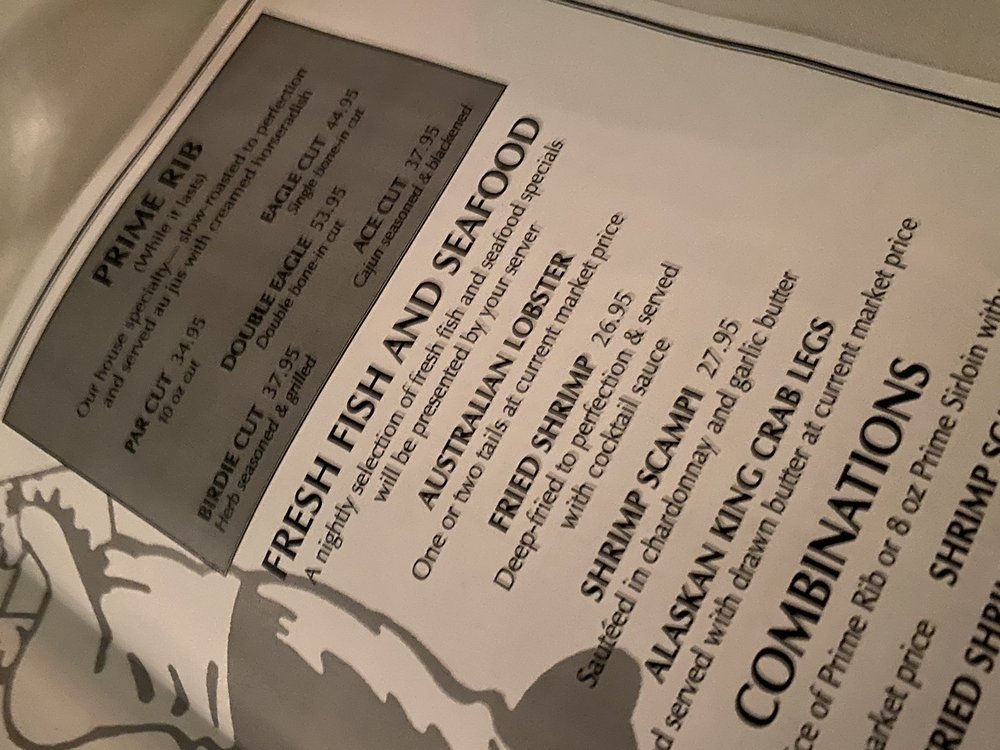 PRIME RIB
(While it lasts)
Our house specialty— slow-roasted to perfection
and served au jus with creamed horseradish
PAR CUT 34.95
10 oz cut
EAGLE CUT 44.95
Single bone-in cut
DOUBLE EAGLE 53.95
Double bone-in cut
BIRDIE CUT 37.95
Herb seasoned & grilled
ACE CUT 37.95
Cajun seasoned & blackened
FRESH FISH AND SEAFOOD
A nightly selection of fresh fish and seafood specials
will be presented by your server
AUSTRALIAN LOBSTER
One or two tails at current market price
FRIED SHRIMP 26.95
Deep-fried to perfection & served
with cocktail sauce
SHRIMP SCAMPI 27.95
Sautéed in chardonnay and garlic butter
ALASKAN KING CRAB LEGS
d served with drawn butter at current market price
COMBINATIONS
ce of Prime Rib or 8 oz Prime Sirloin with
arket price
SHRIMP SC
RIED SHRI
SHRIMP